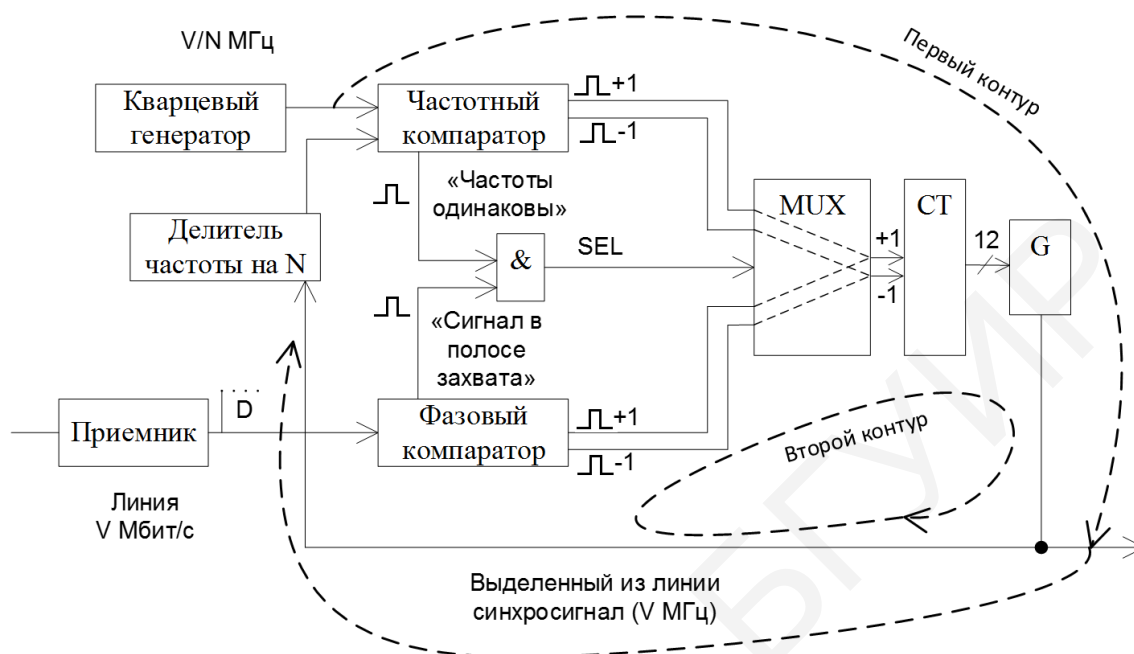 V/N МГц
Первый контур
Кварцевый
генератор
Частотный
компаратор
+1
-1
«Частоты
одинаковы»
Делитель
частоты на N
&
SEL
MUX
+1
-1
CT
12
G
«Сигнал в
полосе
захвата»
D
Приемник
Фазовый
компаратор
+1
-1
Второй контур
Линия
V Мбит/с
Выделенный из линии
синхросигнал (V МГц)
БГУИР